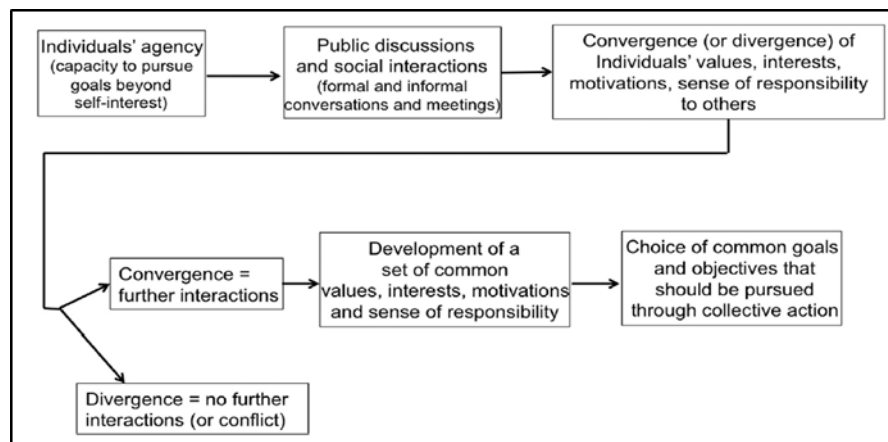 Individuals' agency
(capacity to pursue
goals beyond
self-interest)
Public discussions
and social interactions
(formal and informal
conversations and meetings)
Convergence (or divergence) of
Individuals' values, interests,
motivations, sense of responsibility
to others
Convergence =
further interactions
Development of a
set of common
values, interests, motivations
and sense of responsibility
Choice of common goals
and objectives that
should be pursued
through collective action
Divergence = no further
interactions (or conflict)